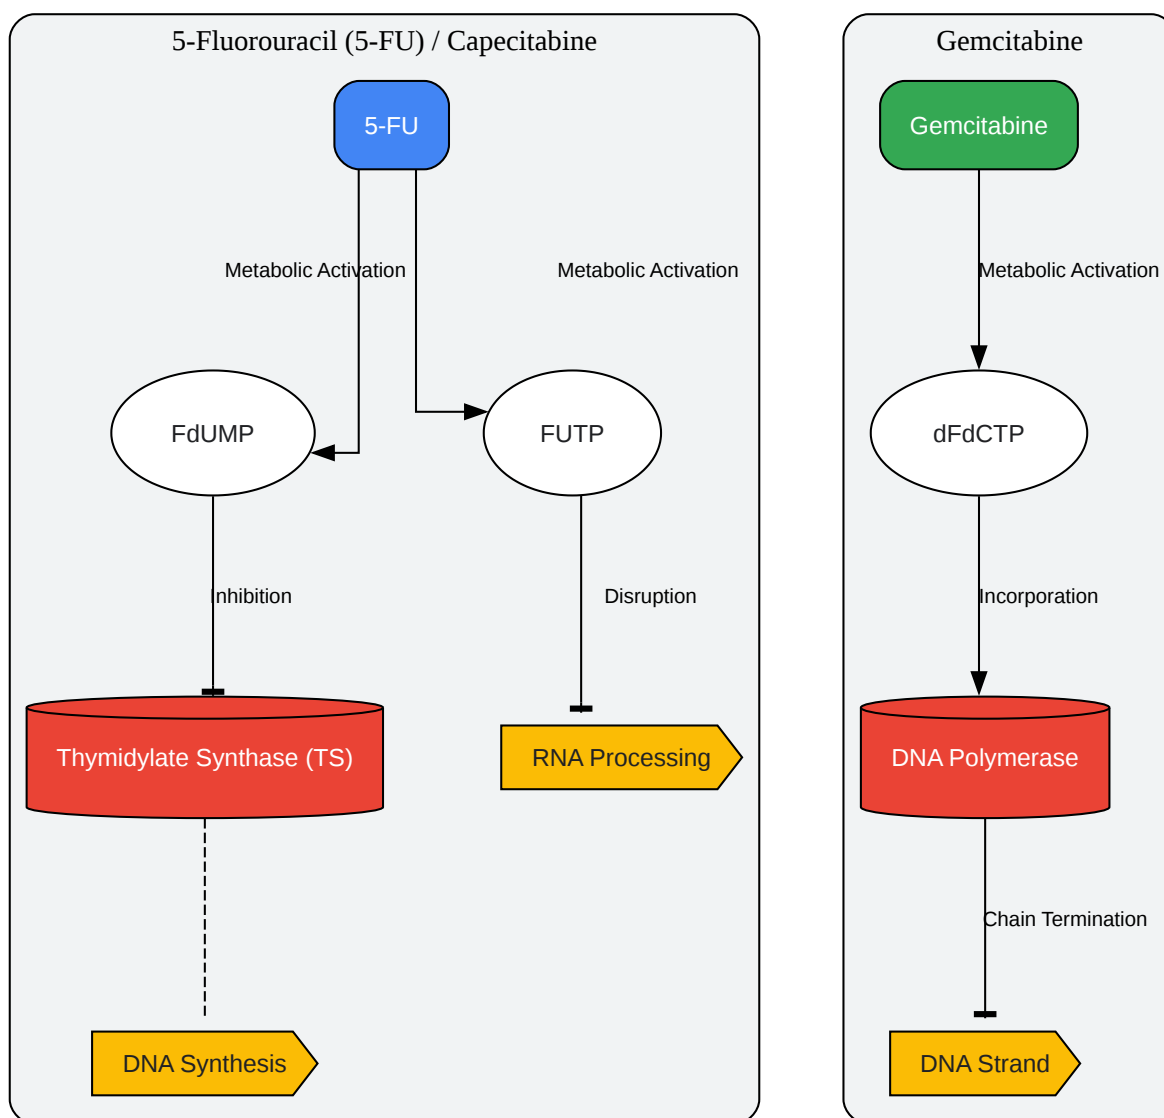 5-Fluorouracil (5-FU) / Capecitabine
5-FU
Metabolic Activation
Metabolic Activation
FdUMP
FUTP
Inhibition
Disruption
Thymidylate Synthase (TS)
RNA Processing
DNA Synthesis
Gemcitabine
Gemcitabine
Metabolic Activation
dFdCTP
Incorporation
DNA Polymerase
Chain Termination
DNA Strand